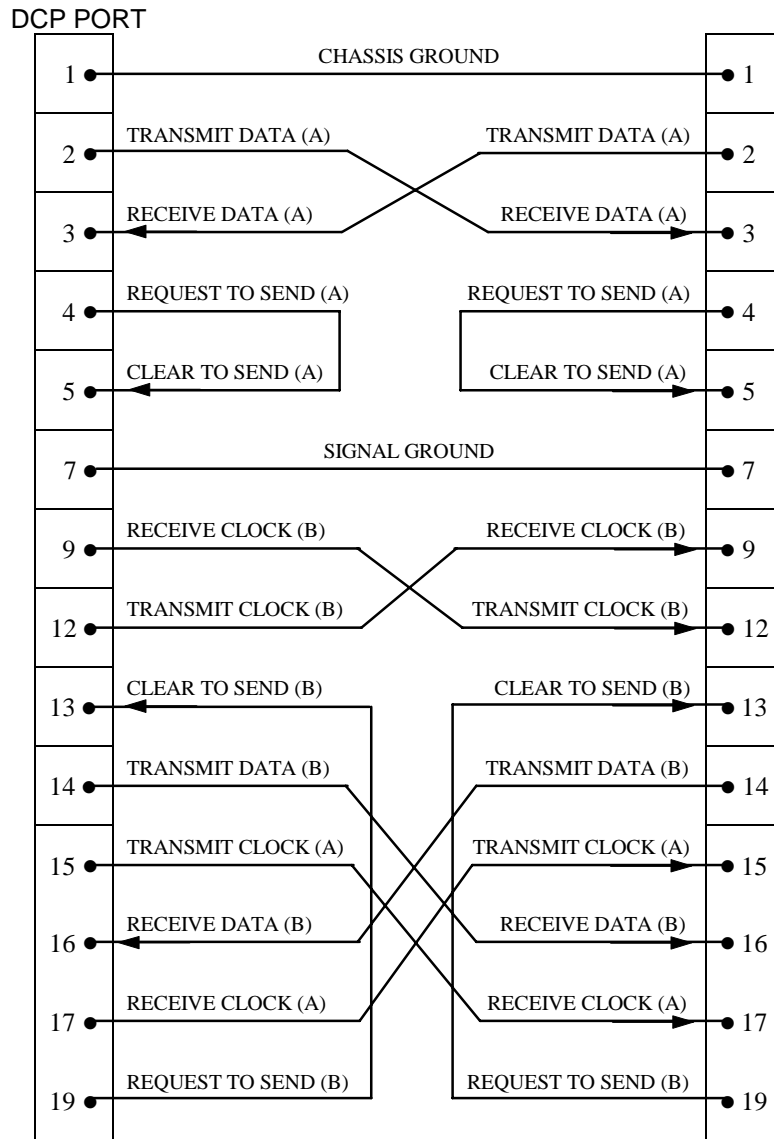 DCP PORT
CHASSIS GROUND
1 1
TRANSMIT DATA (A) TRANSMIT DATA (A)
2 2
RECEIVE DATA (A) RECEIVE DATA (A)
3 3
REQUEST TO SEND (A) REQUEST TO SEND (A)
4 4
CLEAR TO SEND (A) CLEAR TO SEND (A)
5 5
SIGNAL GROUND
7 7
RECEIVE CLOCK (B) RECEIVE CLOCK (B)
9 9
TRANSMIT CLOCK (B) TRANSMIT CLOCK (B)
12 12
CLEAR TO SEND (B) CLEAR TO SEND (B)
13 13
TRANSMIT DATA (B) TRANSMIT DATA (B)
14 14
TRANSMIT CLOCK (A) TRANSMIT CLOCK (A)
15 15
RECEIVE DATA (B) RECEIVE DATA (B)
16 16
RECEIVE CLOCK (A) RECEIVE CLOCK (A)
17 17
REQUEST TO SEND (B) REQUEST TO SEND (B)
19 19